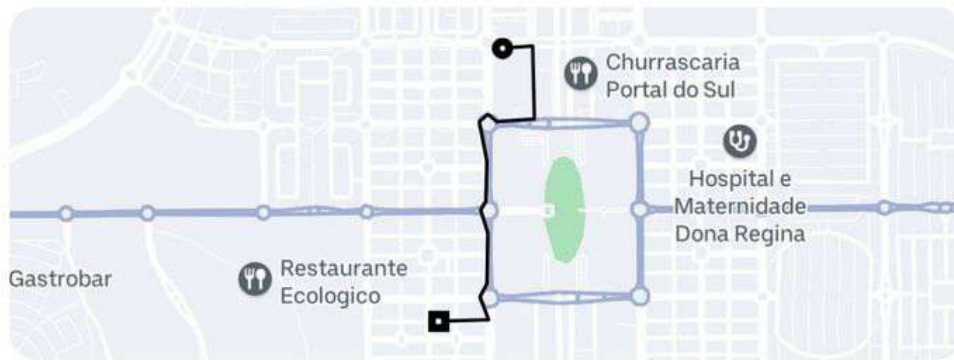 Churrascaria
Portal do Sul
Hospital e
Maternidade
Dona Regina
Gastrobar
Restaurante
Ecologico